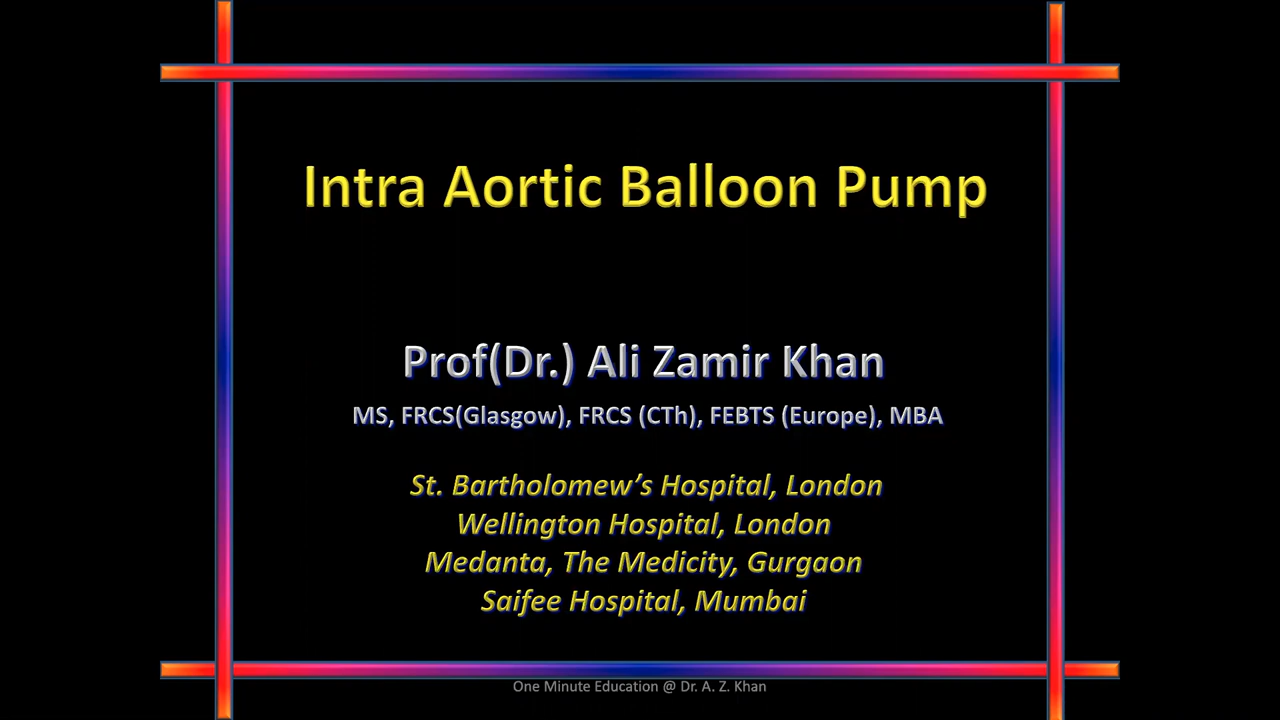 Intra Aortic Balloon Pump
Prof(Dr.) Ali Zamir Khan
MS, FRCS(Glasgow), FRCS (CTh), FEBTS (Europe), MBA
St. Bartholomew’s Hospital, London
Wellington Hospital, London
Medanta, The Medicity, Gurgaon
Saifee Hospital, Mumbai
One Minute Education @ Dr. A. Z. Khan